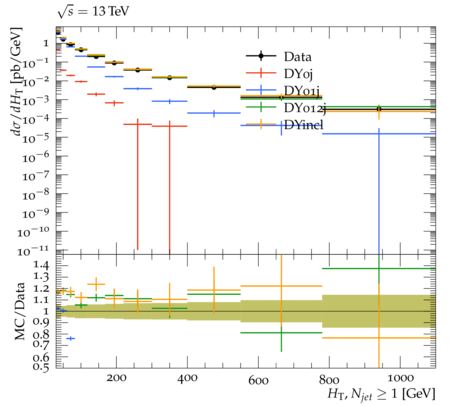 √s = 13 TeV
dσ/dH_T [pb/GeV]
1
10⁻¹
10⁻²
10⁻³
10⁻⁴
10⁻⁵
10⁻⁶
10⁻⁷
10⁻⁸
10⁻⁹
10⁻¹⁰
10⁻¹¹
Data
DY0j
DY01j
DY012j
DYincl
MC/Data
1.4
1.3
1.2
1.1
1
0.9
0.8
0.7
0.6
0.5
200 400 600 800 1000
H_T, N_jet ≥ 1 [GeV]